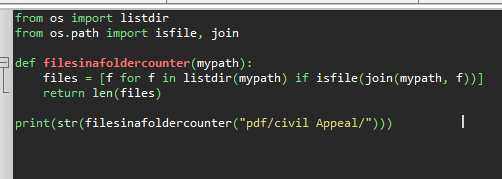 from os import listdir
from os.path import isfile, join
def filesinafoldercounter(mypath):
files = [f for f in listdir(mypath) if isfile(join(mypath, f))]
return len(files)
print(str(filesinafoldercounter("pdf/civil Appeal/")))